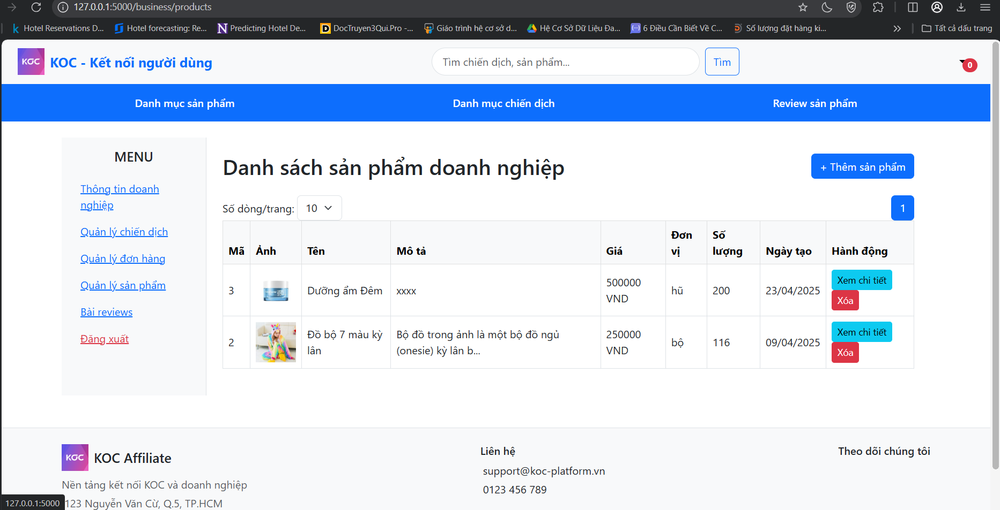 127.0.0.1:5000/business/products
Hotel Reservations D...
Hotel forecasting: Re...
Predicting Hotel De...
DocTruyen3Qui.Pro -...
Giáo trình hệ cơ sở d...
Hệ Cơ Sở Dữ Liệu Đa...
6 Điều Cần Biết Về C...
Số lượng đặt hàng ki...
Tất cả dấu trang
KOC
KOC - Kết nối người dùng
Tìm chiến dịch, sản phẩm...
Tìm
0
Danh mục sản phẩm
Danh mục chiến dịch
Review sản phẩm
MENU
Thông tin doanh
nghiệp
Quản lý chiến dịch
Quản lý đơn hàng
Quản lý sản phẩm
Bài reviews
Đăng xuất
Danh sách sản phẩm doanh nghiệp
+ Thêm sản phẩm
Số dòng/trang:
10
1
Mã
Ảnh
Tên
Mô tả
Giá
Đơn
vị
Số
lượng
Ngày tạo
Hành động
3
Dưỡng ẩm Đêm
xxxx
500000
VND
hũ
200
23/04/2025
Xem chi tiết
Xóa
2
Đồ bộ 7 màu kỳ
lân
Bộ đồ trong ảnh là một bộ đồ ngủ
(onesie) kỳ lân b...
250000
VND
bộ
116
09/04/2025
Xem chi tiết
Xóa
KOC
KOC Affiliate
Nền tảng kết nối KOC và doanh nghiệp
123 Nguyễn Văn Cừ, Q.5, TP.HCM
Liên hệ
support@koc-platform.vn
0123 456 789
Theo dõi chúng tôi
127.0.0.1:5000